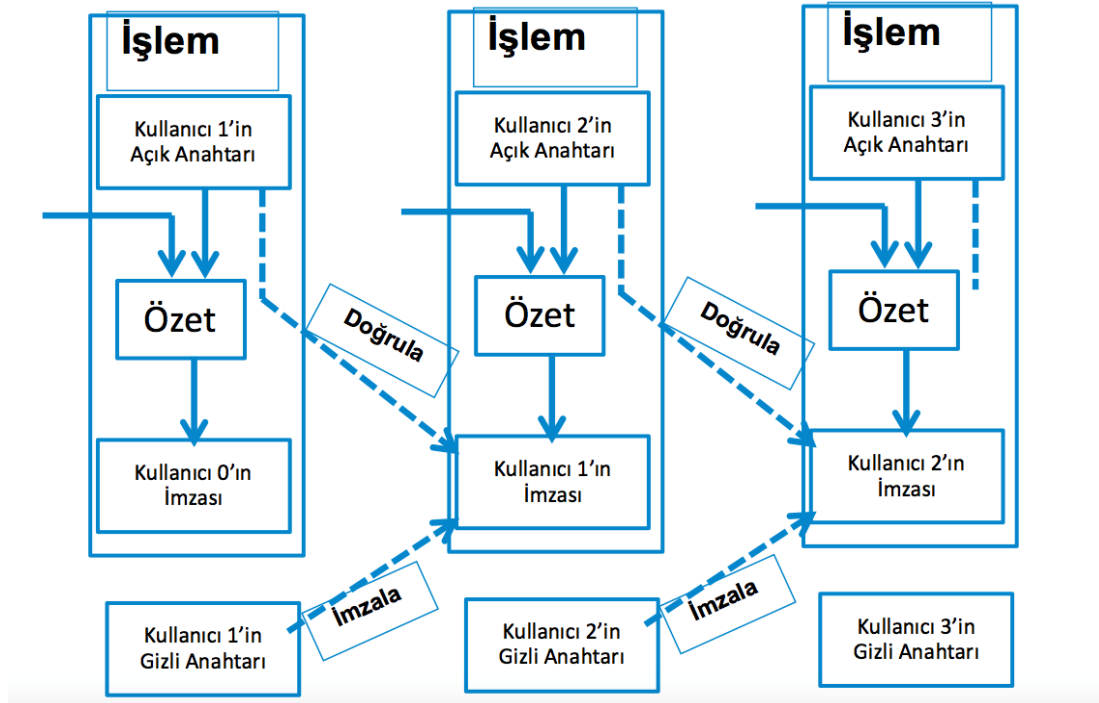 İşlem
İşlem
İşlem
Kullanıcı 1’in
Açık Anahtarı
Kullanıcı 2’in
Açık Anahtarı
Kullanıcı 3’in
Açık Anahtarı
Özet
Doğrula
Özet
Doğrula
Özet
Kullanıcı 0’ın
İmzası
Kullanıcı 1’ın
İmzası
Kullanıcı 2’ın
İmzası
İmzala
İmzala
Kullanıcı 1’in
Gizli Anahtarı
Kullanıcı 2’in
Gizli Anahtarı
Kullanıcı 3’in
Gizli Anahtarı